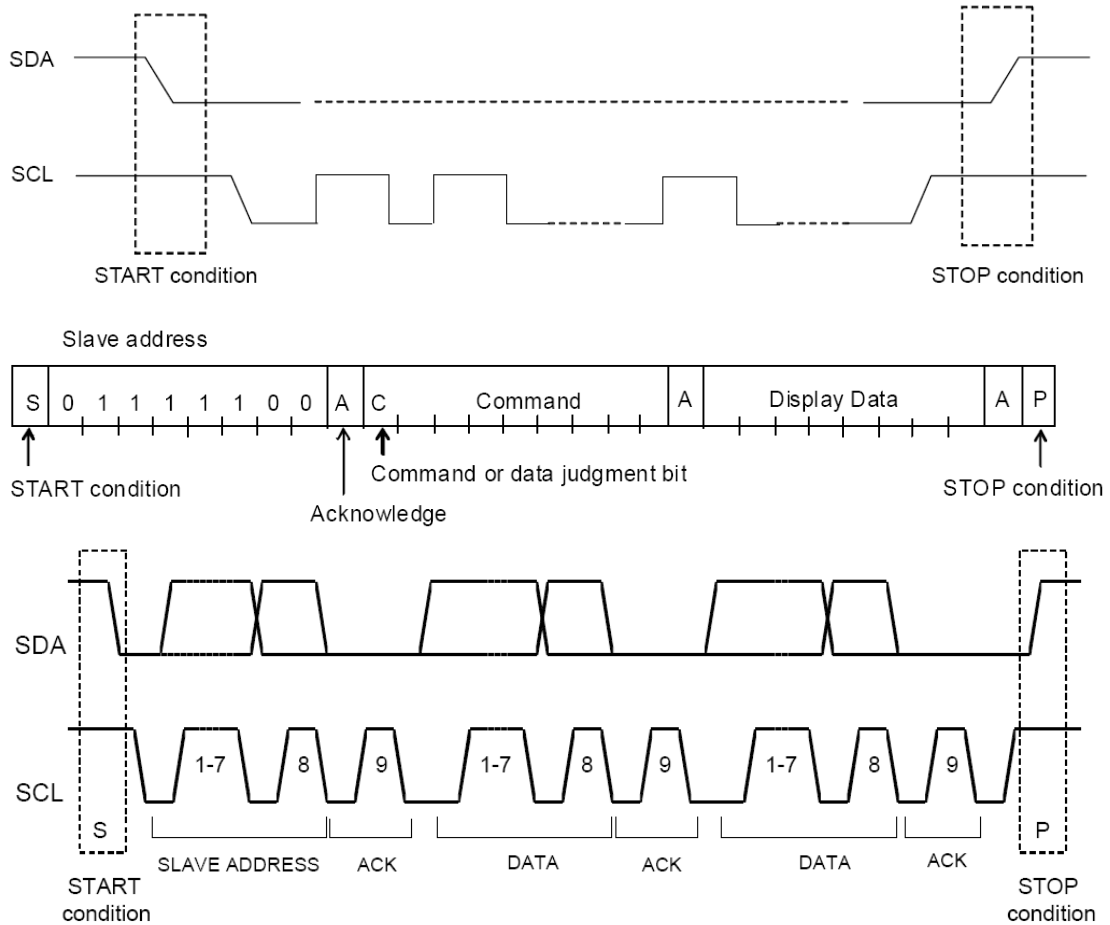 SDA
SCL
START condition
STOP condition
Slave address
S 0 1 1 1 1 1 0 0 A C Command A Display Data A P
Command or data judgment bit
START condition
STOP condition
Acknowledge
SDA
SCL
1-7 8 9 1-7 8 9 1-7 8 9
S P
SLAVE ADDRESS ACK DATA ACK DATA ACK
START condition
STOP condition